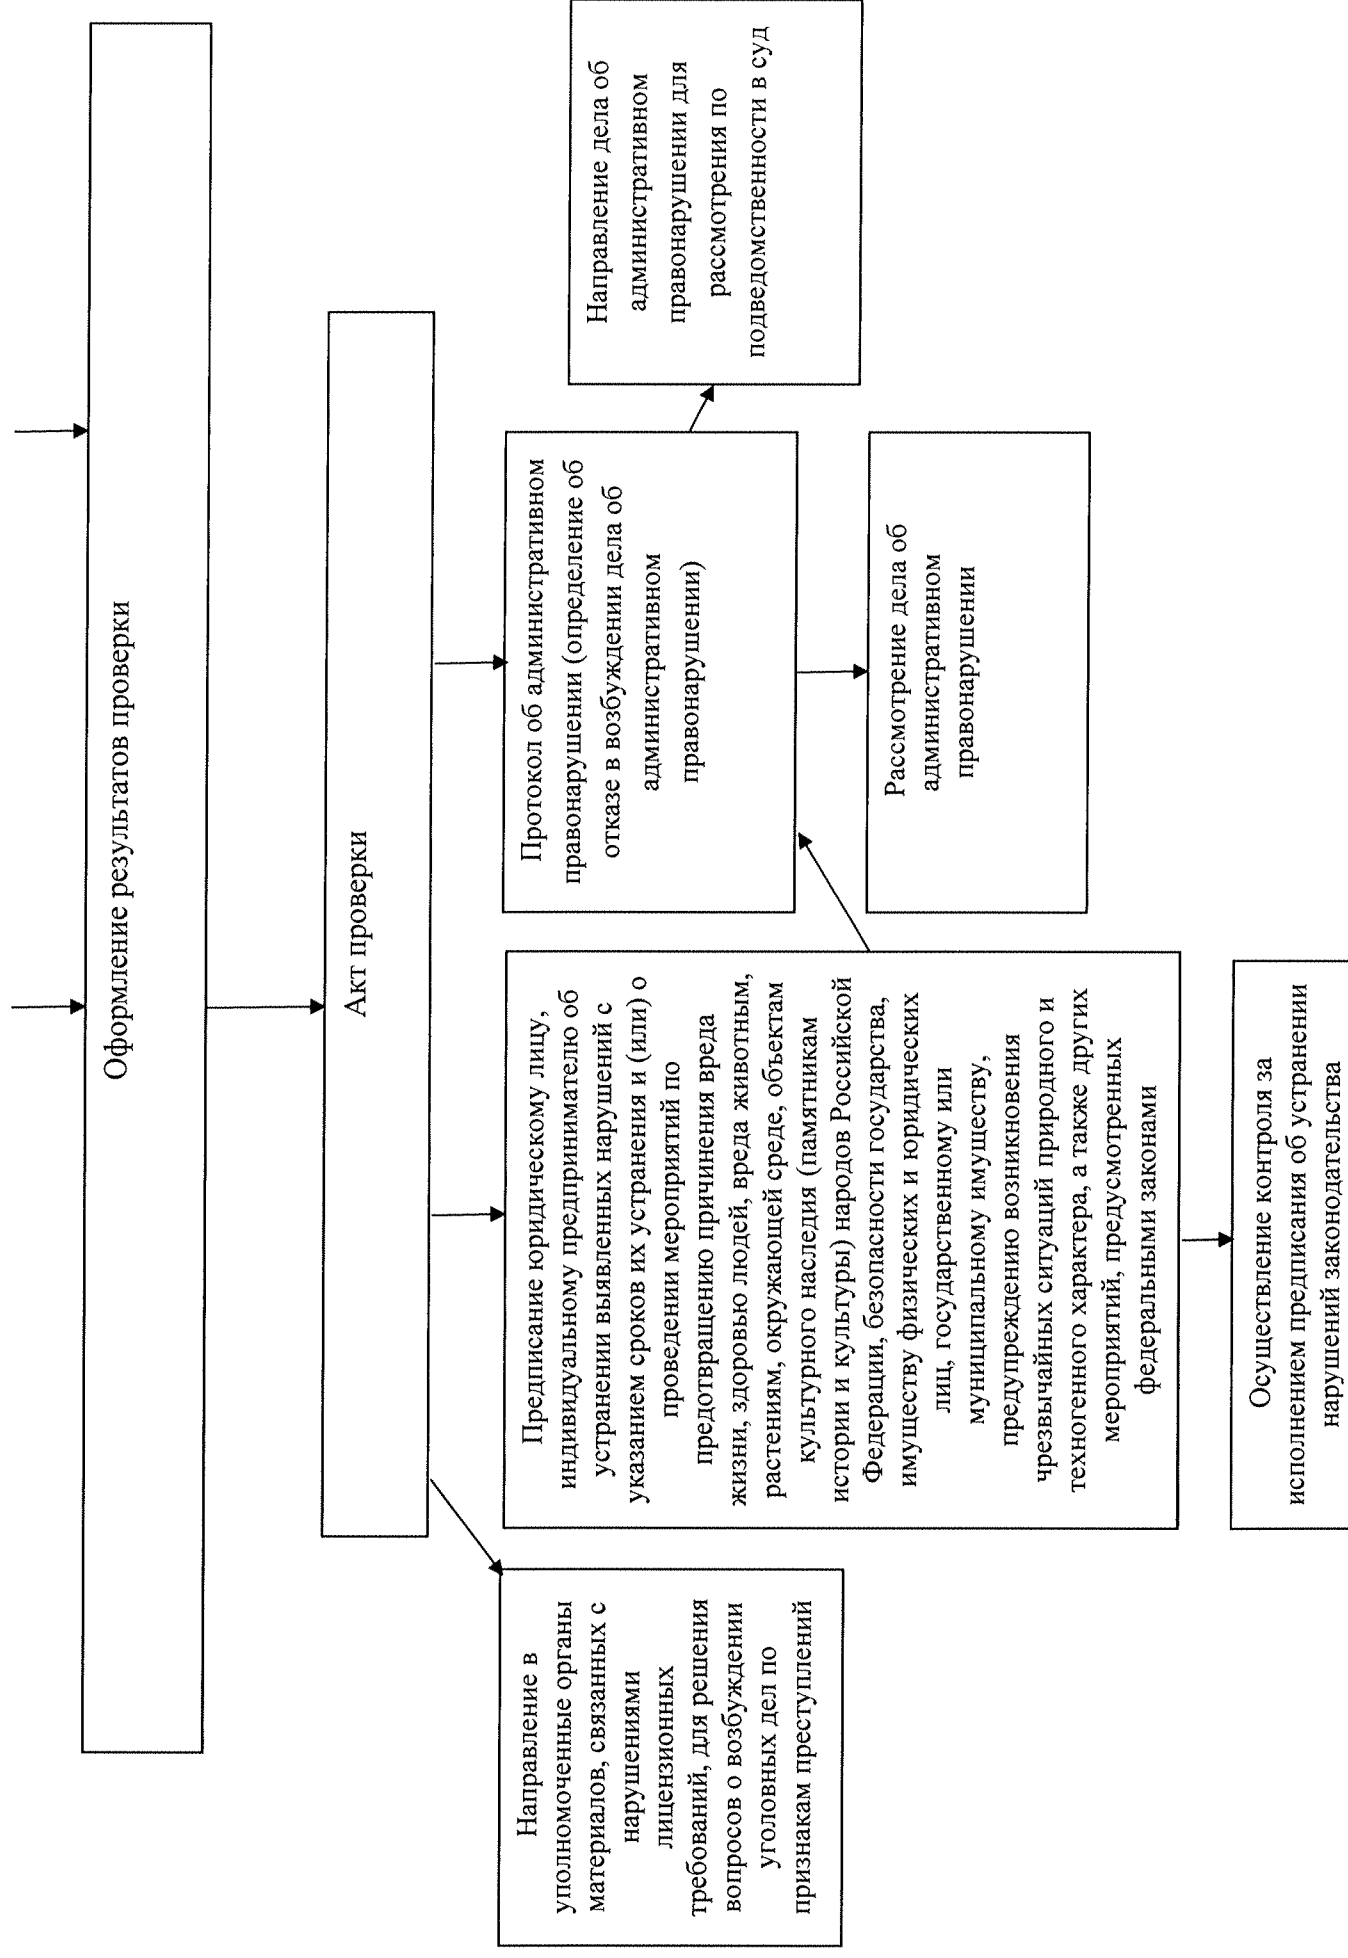 Оформление результатов проверки
Акт проверки
Направление в
уполномоченные органы
материалов, связанных с
нарушениями
лицензионных
требований, для решения
вопросов о возбуждении
уголовных дел по
признакам преступлений
Предписание юридическому лицу,
индивидуальному предпринимателю об
устранении выявленных нарушений с
указанием сроков их устранения и (или) о
проведении мероприятий по
предотвращению причинения вреда
жизни, здоровью людей, вреда животным,
растениям, окружающей среде, объектам
культурного наследия (памятникам
истории и культуры) народов Российской
Федерации, безопасности государства,
имуществу физических и юридических
лиц, государственному или
муниципальному имуществу,
предупреждению возникновения
чрезвычайных ситуаций природного и
техногенного характера, а также других
мероприятий, предусмотренных
федеральными законами
Протокол об административном
правонарушении (определение об
отказе в возбуждении дела об
административном
правонарушении)
Направление дела об
административном
правонарушении для
рассмотрения по
подведомственности в суд
Рассмотрение дела об
административном
правонарушении
Осуществление контроля за
исполнением предписания об устранении
нарушений законодательства